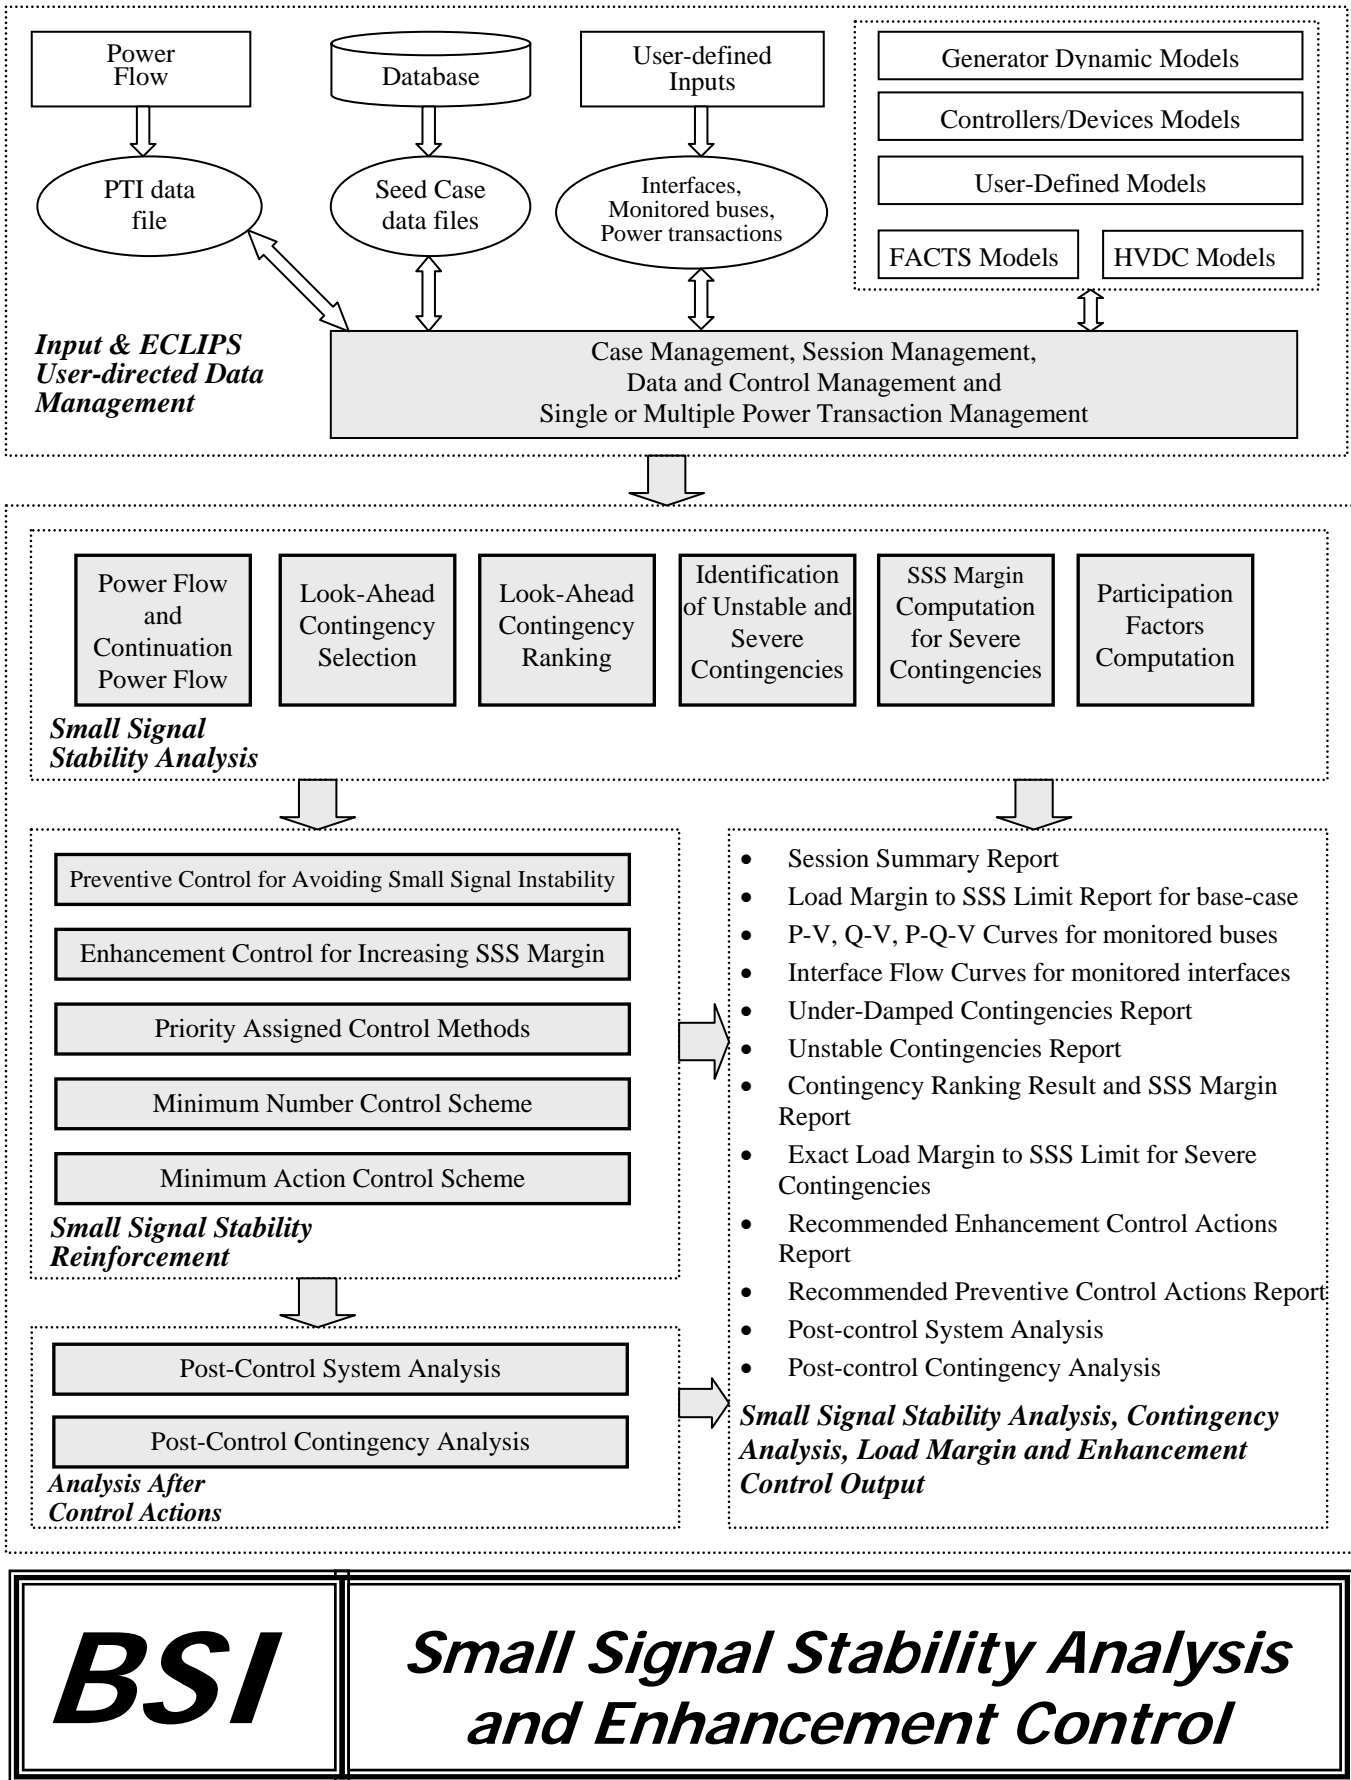 Power
Flow
Database
User-defined
Inputs
Generator Dynamic Models
Controllers/Devices Models
User-Defined Models
FACTS Models
HVDC Models
PTI data
file
Seed Case
data files
Interfaces,
Monitored buses,
Power transactions
Input & ECLIPS
User-directed Data
Management
Case Management, Session Management,
Data and Control Management and
Single or Multiple Power Transaction Management
Power Flow
and
Continuation
Power Flow
Look-Ahead
Contingency
Selection
Look-Ahead
Contingency
Ranking
Identification
of Unstable and
Severe
Contingencies
SSS Margin
Computation
for Severe
Contingencies
Participation
Factors
Computation
Small Signal
Stability Analysis
Preventive Control for Avoiding Small Signal Instability
Enhancement Control for Increasing SSS Margin
Priority Assigned Control Methods
Minimum Number Control Scheme
Minimum Action Control Scheme
Small Signal Stability
Reinforcement
Post-Control System Analysis
Post-Control Contingency Analysis
Analysis After
Control Actions
• Session Summary Report
• Load Margin to SSS Limit Report for base-case
• P-V, Q-V, P-Q-V Curves for monitored buses
• Interface Flow Curves for monitored interfaces
• Under-Damped Contingencies Report
• Unstable Contingencies Report
• Contingency Ranking Result and SSS Margin
Report
• Exact Load Margin to SSS Limit for Severe
Contingencies
• Recommended Enhancement Control Actions
Report
• Recommended Preventive Control Actions Report
• Post-control System Analysis
• Post-control Contingency Analysis
Small Signal Stability Analysis, Contingency
Analysis, Load Margin and Enhancement
Control Output
BSI
Small Signal Stability Analysis
and Enhancement Control